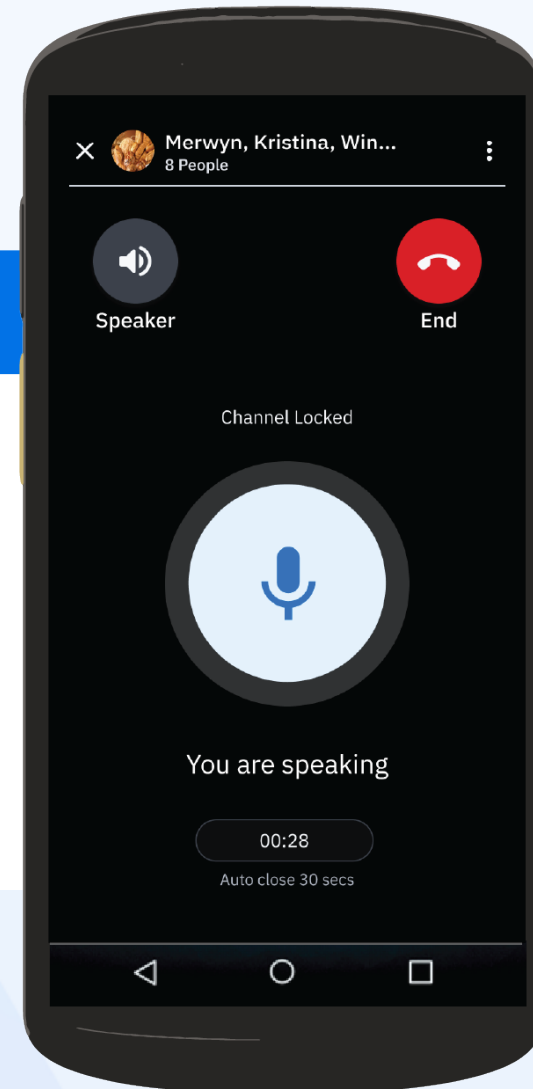 Merwyn, Kristina, Win...
8 People
Speaker
End
Channel Locked
You are speaking
00:28
Auto close 30 secs